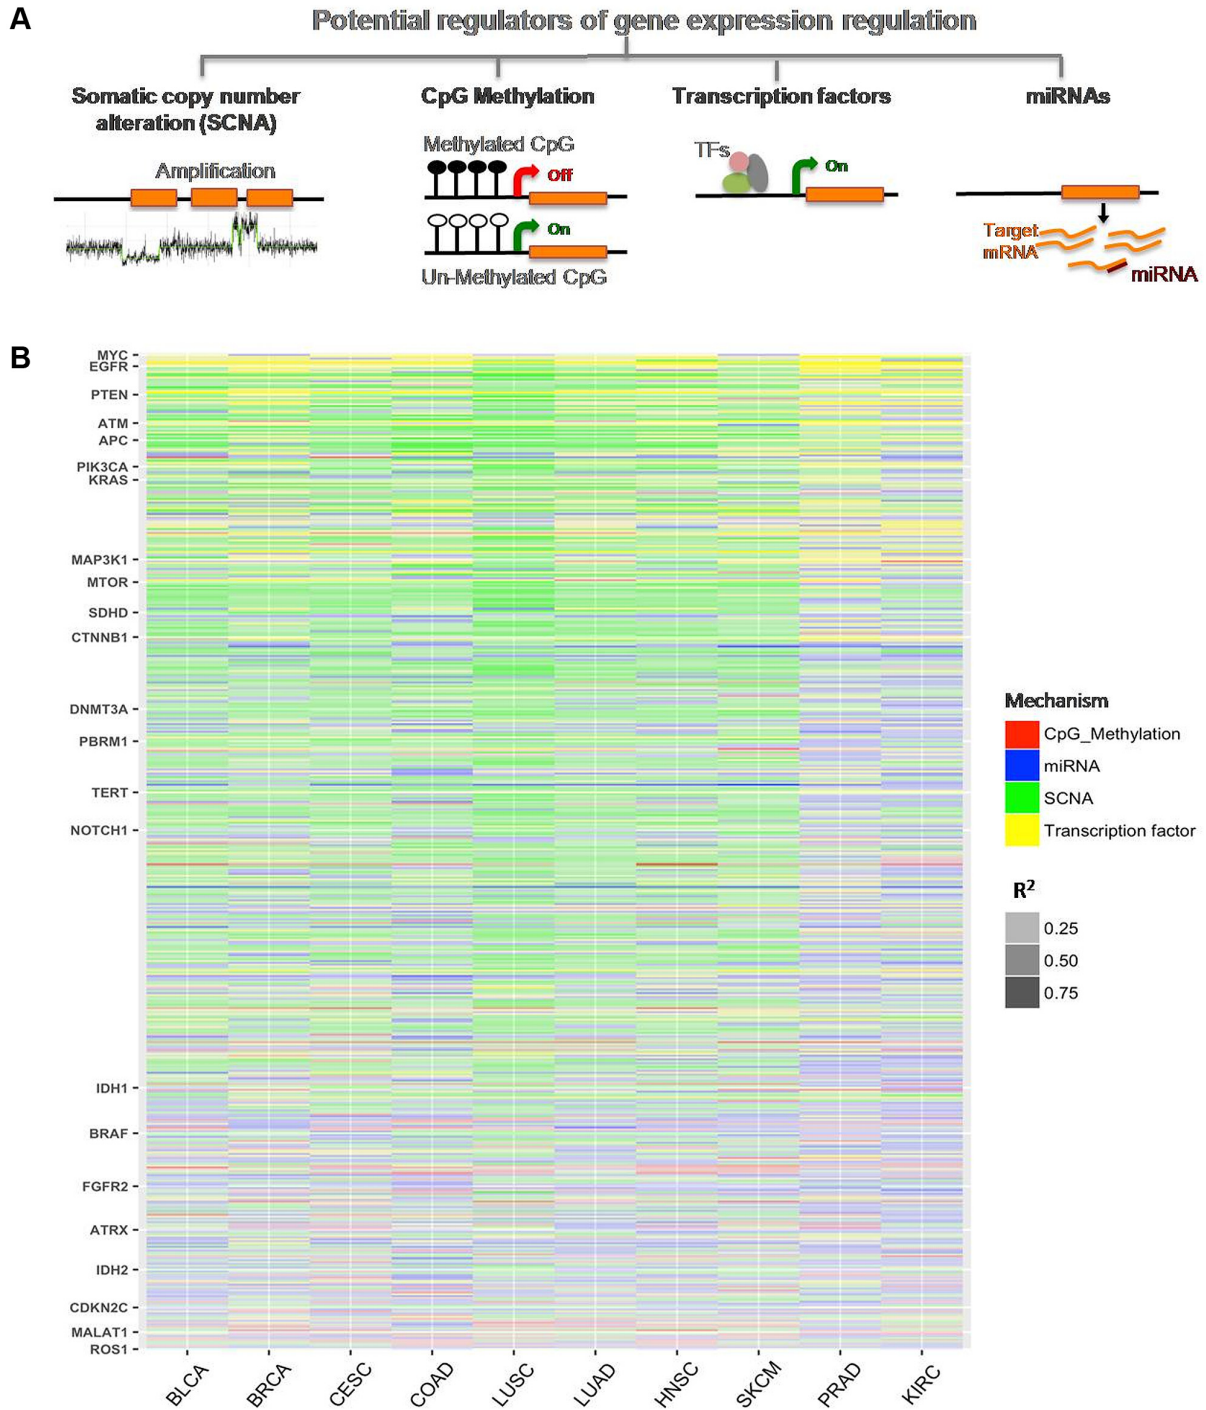 A
Potential regulators of gene expression regulation
Somatic copy number
alteration (SCNA)
CpG Methylation
Transcription factors
miRNAs
Amplification
Methylated CpG
Off
On
Un-Methylated CpG
TFs
On
Target
mRNA
miRNA
B
MYC
EGFR
PTEN
ATM
APC
PIK3CA
KRAS
MAP3K1
MTOR
SDHD
CTNNB1
DNMT3A
PBRM1
TERT
NOTCH1
IDH1
BRAF
FGFR2
ATRX
IDH2
CDKN2C
MALAT1
ROS1
BLCA
BRCA
CESC
COAD
LUSC
LUAD
HNSC
SKCM
PRAD
KIRC
Mechanism
CpG_Methylation
miRNA
SCNA
Transcription factor
R²
0.25
0.50
0.75